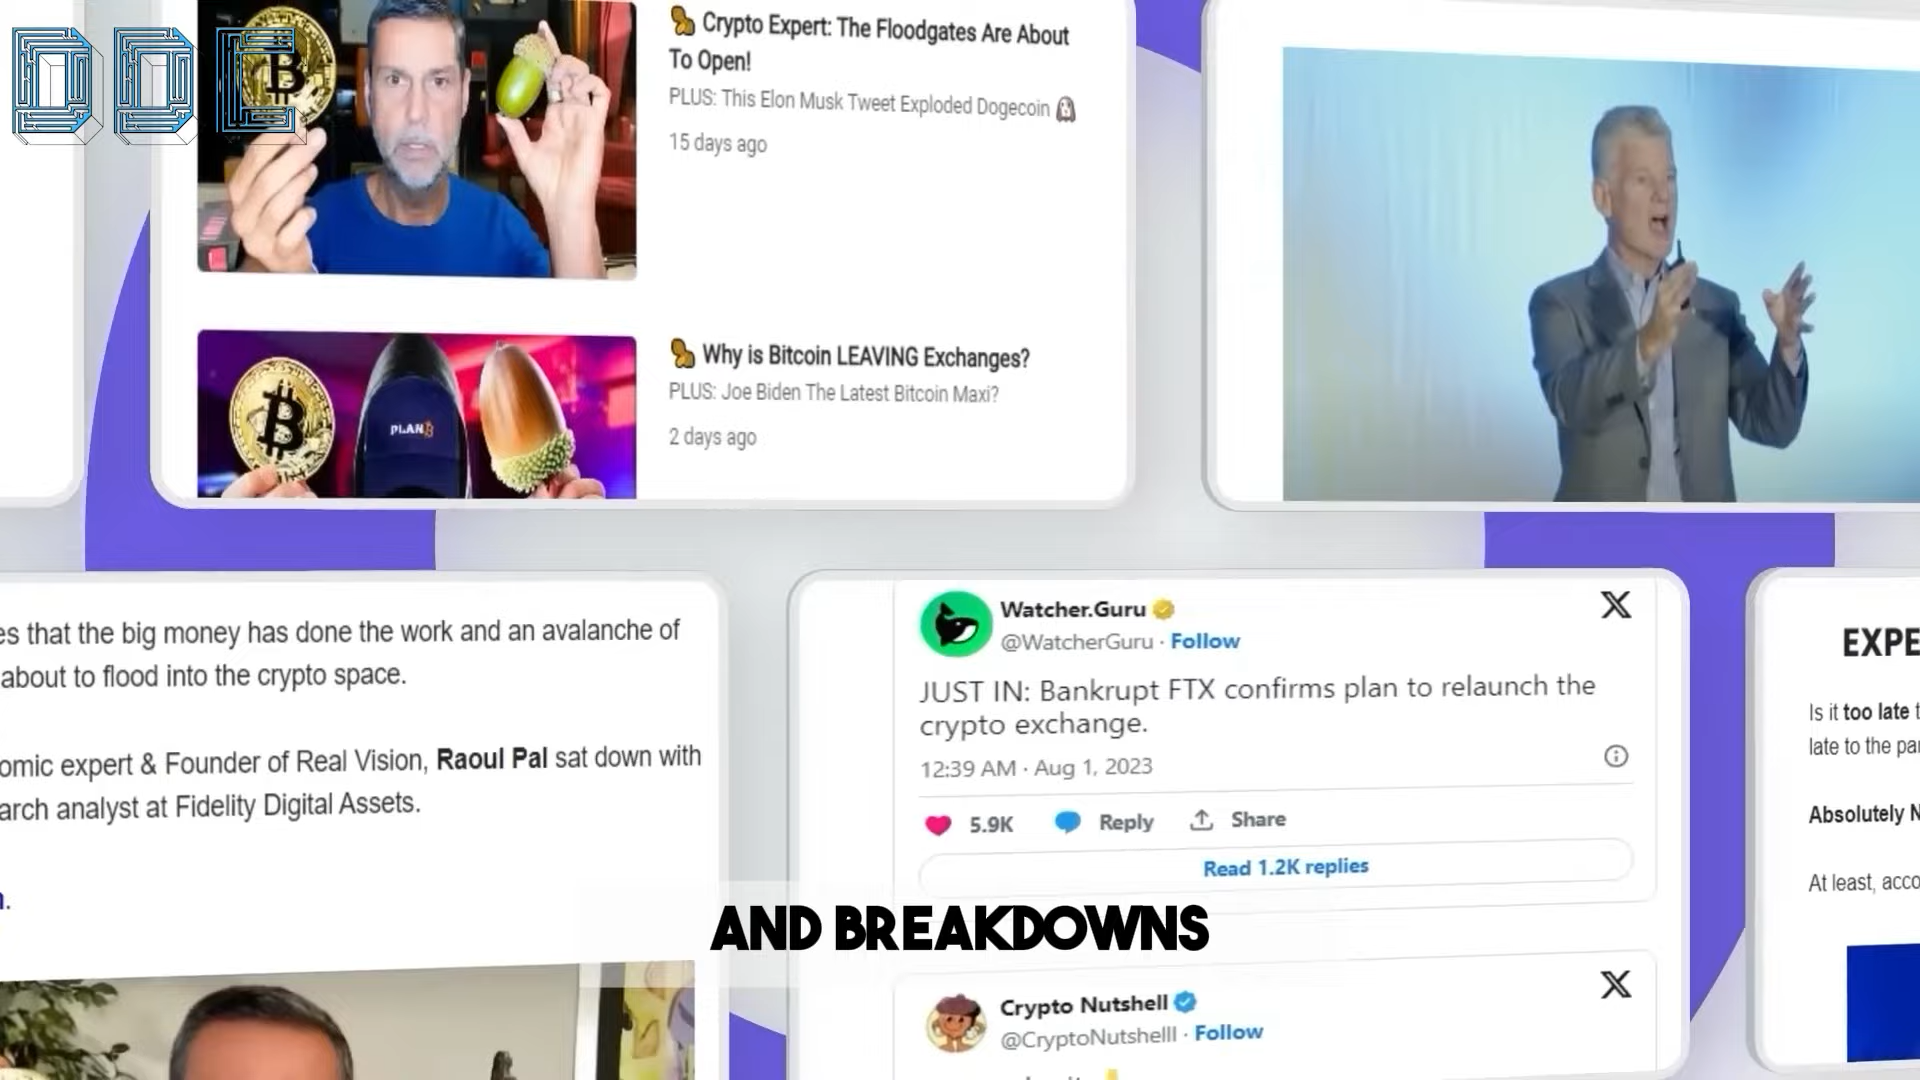 DDC
🥜 Crypto Expert: The Floodgates Are About
To Open!
PLUS: This Elon Musk Tweet Exploded Dogecoin
15 days ago
PLAN₿
🥜 Why is Bitcoin LEAVING Exchanges?
PLUS: Joe Biden The Latest Bitcoin Maxi?
2 days ago
es that the big money has done the work and an avalanche of
about to flood into the crypto space.
omic expert & Founder of Real Vision, Raoul Pal sat down with
arch analyst at Fidelity Digital Assets.
Watcher.Guru
@WatcherGuru · Follow
JUST IN: Bankrupt FTX confirms plan to relaunch the
crypto exchange.
12:39 AM · Aug 1, 2023
5.9K Reply Share
Read 1.2K replies
AND BREAKDOWNS
Crypto Nutshell
@CryptoNutshelll · Follow
EXPE
Is it too late t
late to the pa
Absolutely N
At least, acco